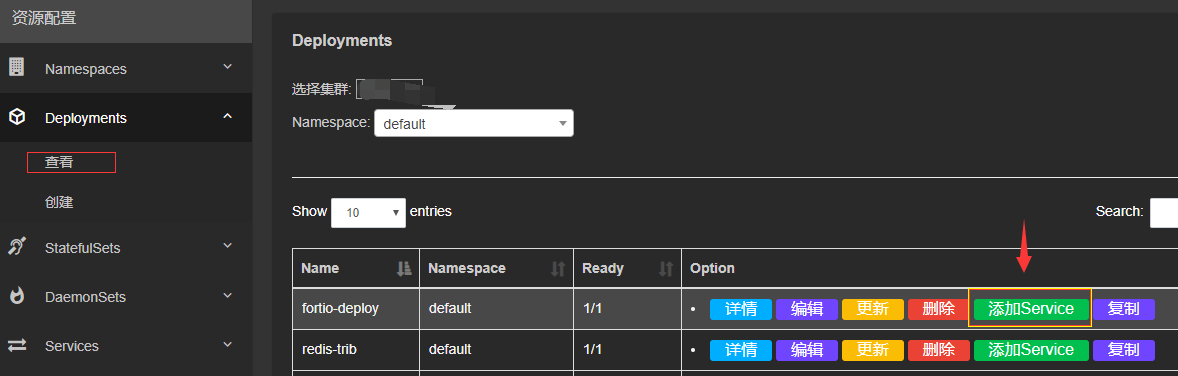 资源配置
Namespaces
Deployments
查看
创建
StatefulSets
DaemonSets
Services
Deployments
选择集群:
Namespace: default
Show 10 entries
Search:
Name Namespace Ready Option
fortio-deploy default 1/1 • 详情 编辑 更新 删除 添加Service 复制
redis-trib default 1/1 • 详情 编辑 更新 删除 添加Service 复制